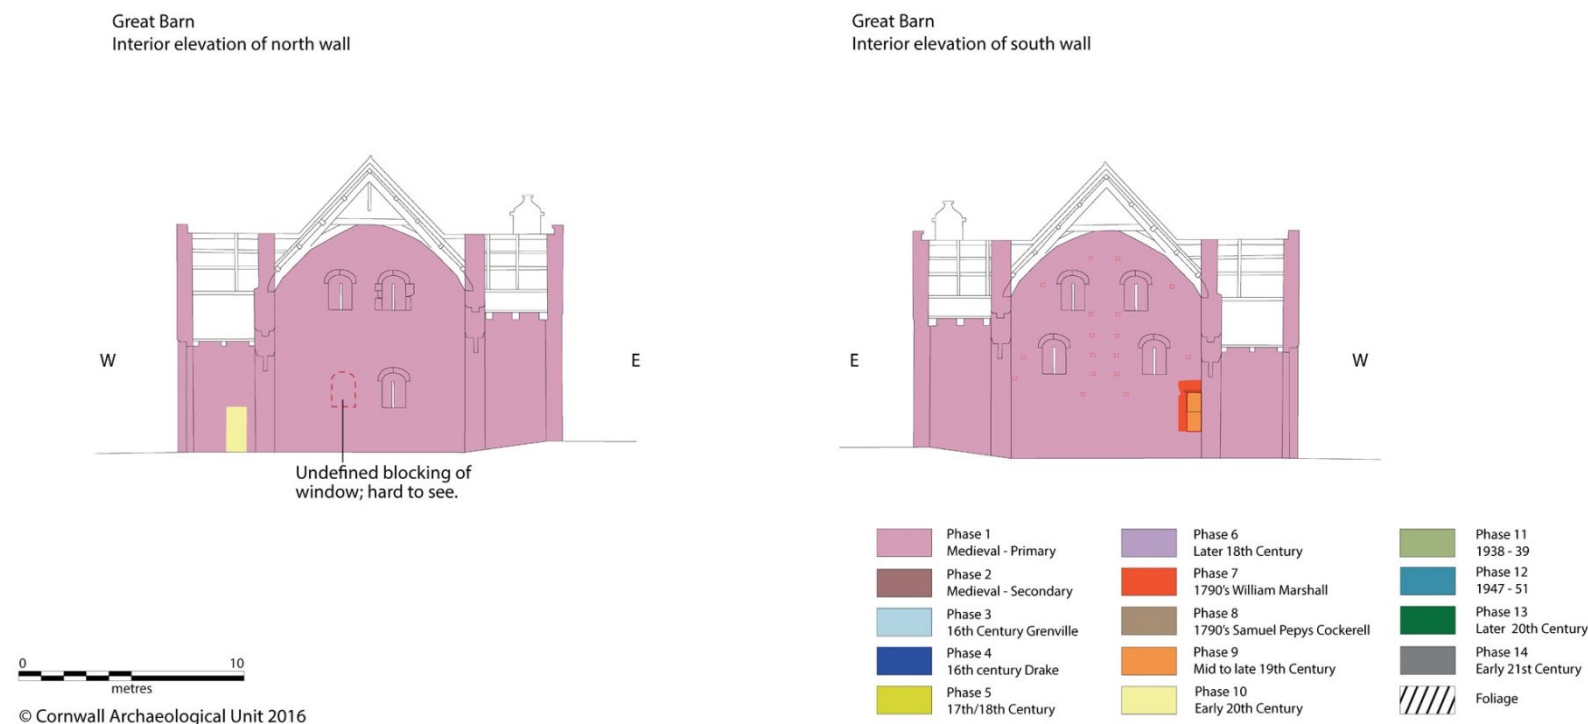 Great Barn
Interior elevation of north wall
Great Barn
Interior elevation of south wall
W
E
E
W
Undefined blocking of
window; hard to see.
Phase 1
Medieval - Primary
Phase 2
Medieval - Secondary
Phase 3
16th Century Grenville
Phase 4
16th century Drake
Phase 5
17th/18th Century
Phase 6
Later 18th Century
Phase 7
1790's William Marshall
Phase 8
1790's Samuel Pepys Cockerell
Phase 9
Mid to late 19th Century
Phase 10
Early 20th Century
Phase 11
1938 - 39
Phase 12
1947 - 51
Phase 13
Later 20th Century
Phase 14
Early 21st Century
Foliage
0 10
metres
© Cornwall Archaeological Unit 2016